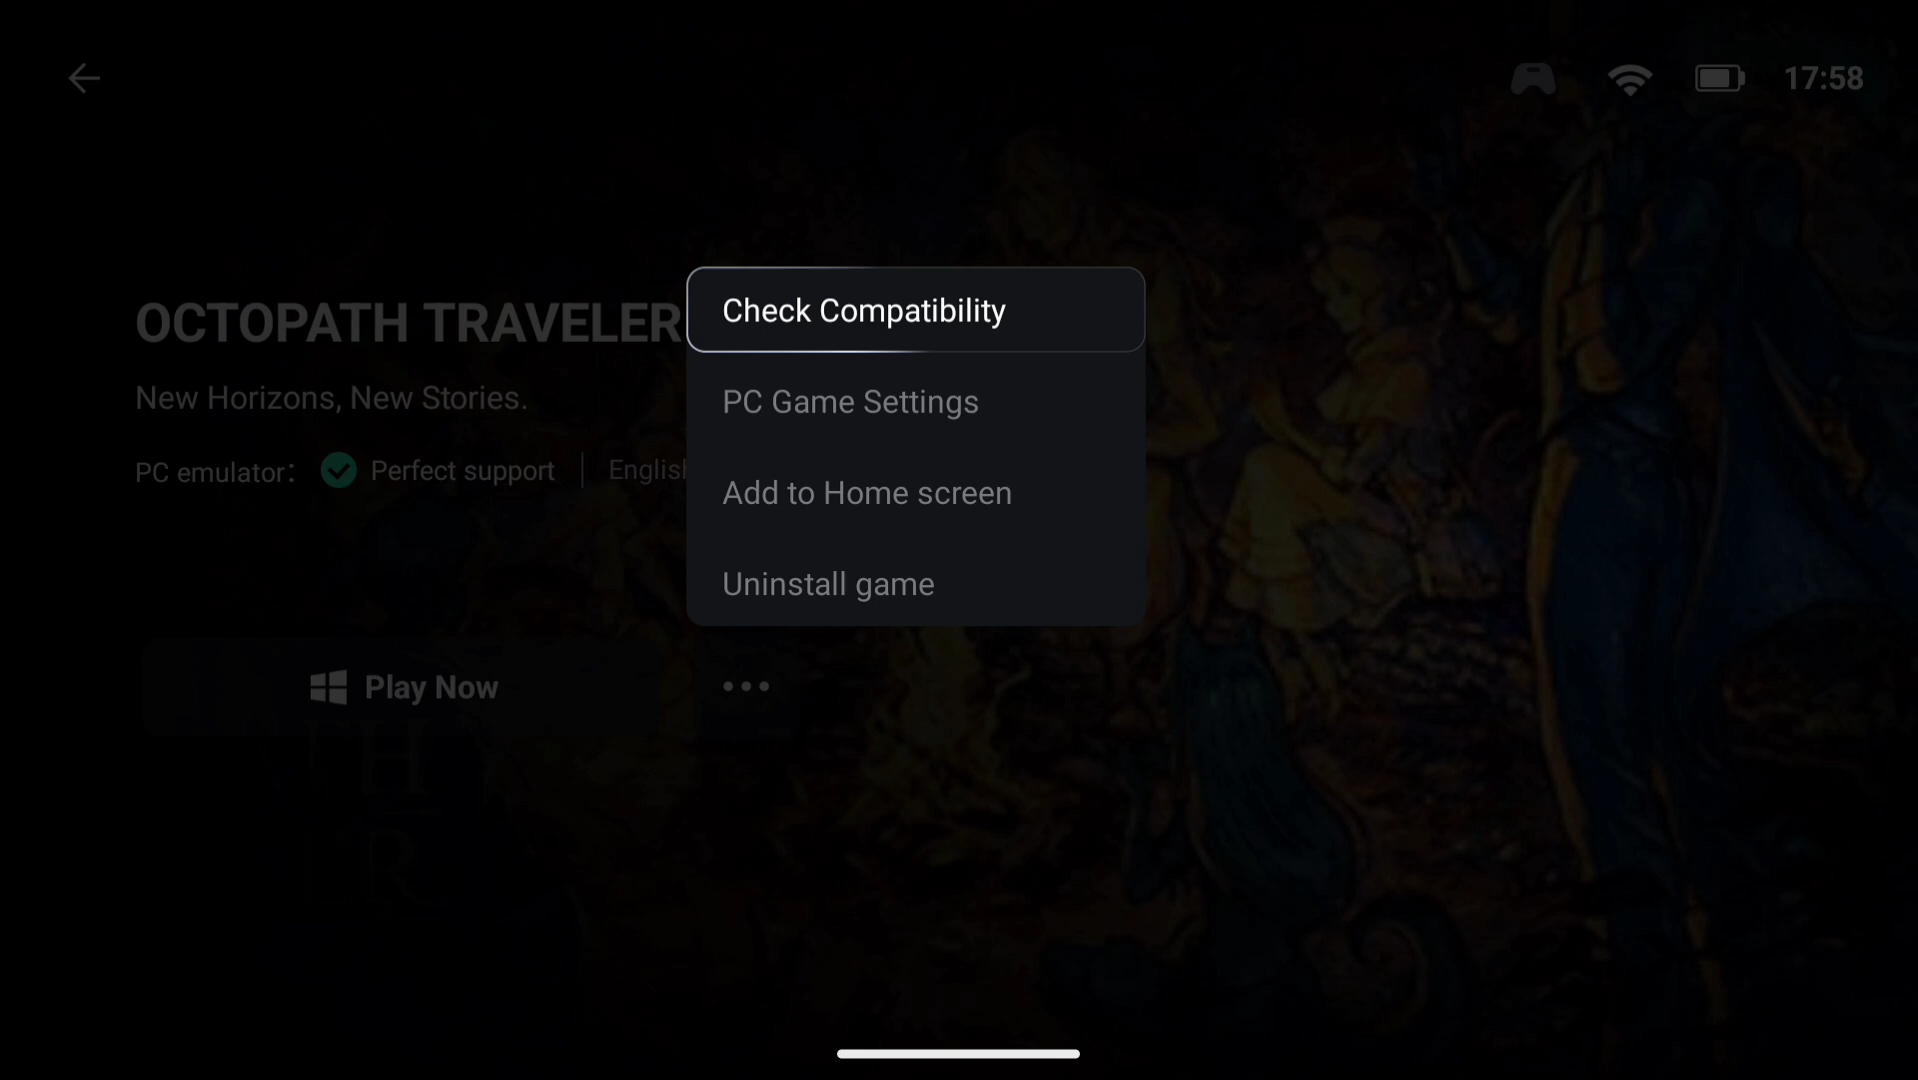 17:58
OCTOPATH TRAVELER
New Horizons, New Stories.
PC emulator: Perfect support | English
Check Compatibility
PC Game Settings
Add to Home screen
Uninstall game
Play Now